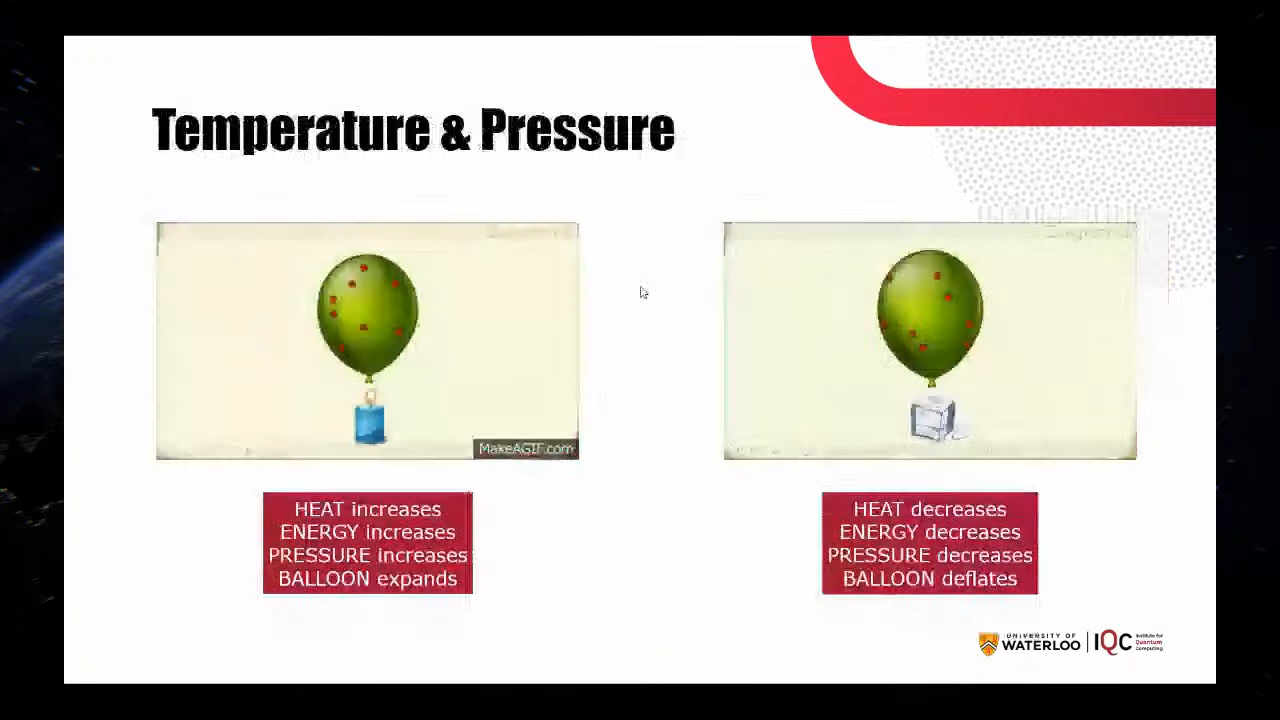 Temperature & Pressure
MakeAGIF.com
HEAT increases
ENERGY increases
PRESSURE increases
BALLOON expands
HEAT decreases
ENERGY decreases
PRESSURE decreases
BALLOON deflates
UNIVERSITY OF
WATERLOO
IQC
Institute for
Quantum
Computing